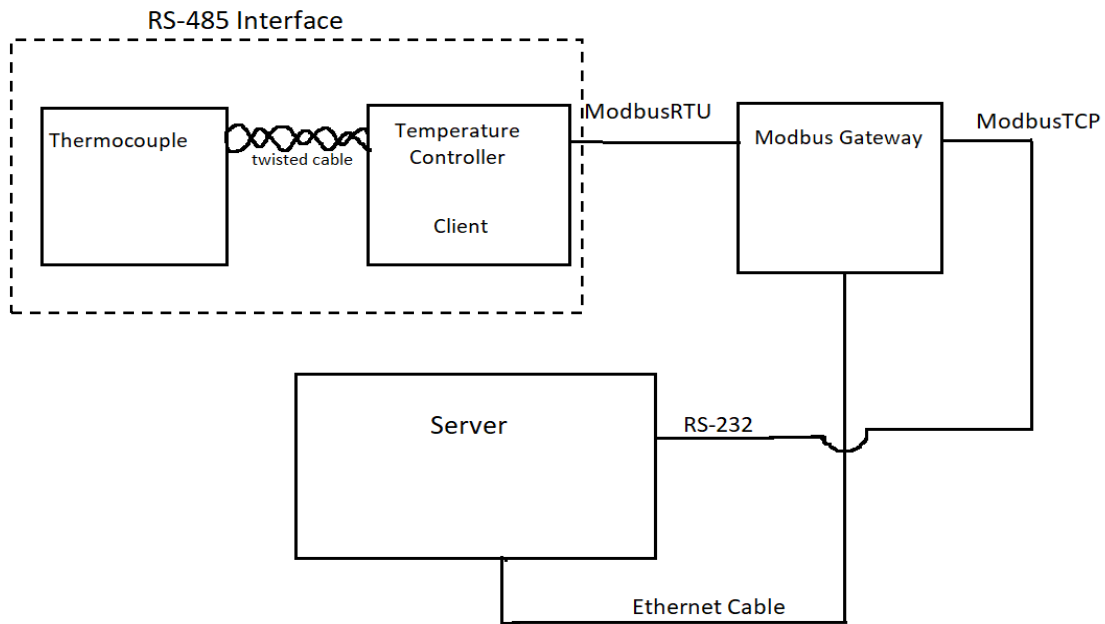 RS-485 Interface
Thermocouple
twisted cable
Temperature
Controller
Client
ModbusRTU
Modbus Gateway
ModbusTCP
Server
RS-232
Ethernet Cable